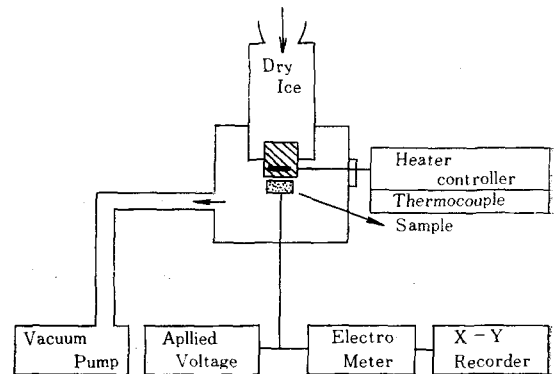 Dry
Ice
Heater
controller
Thermocouple
Sample
Vacuum
Pump
Apllied
Voltage
Electro
Meter
X-Y
Recorder